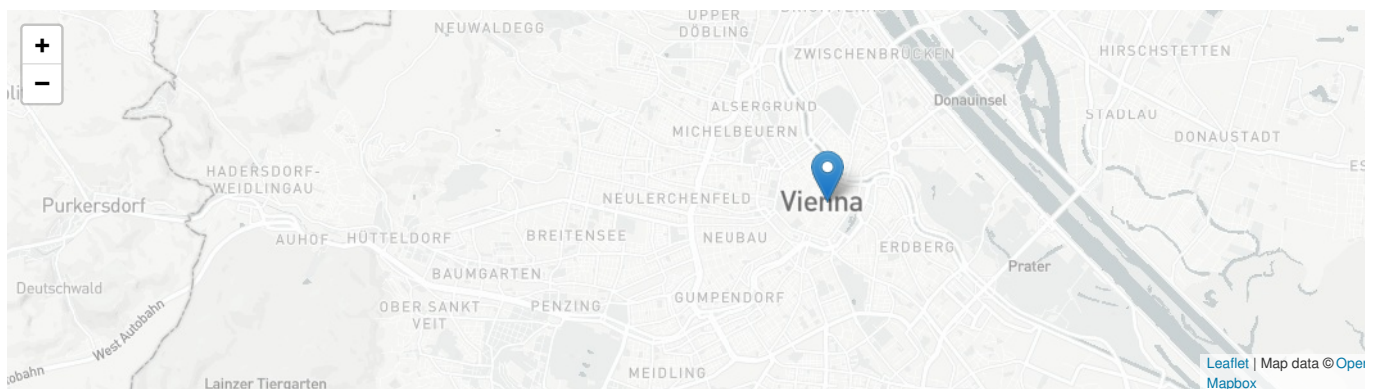 UPPER
DÖBLING
NEUWALDEGG
+
−
ZWISCHENBRÜCKEN
HIRSCHSTETTEN
Donauinsel
ALSERGRUND
STADLAU
MICHELBEUERN
DONAUSTADT
HADERSDORF-
WEIDLINGAU
Purkersdorf
NEULERCHENFELD
Vienna
AUHOF
HÜTTELDORF
BREITENSEE
NEUBAU
ERDBERG
Prater
BAUMGARTEN
Deutschwald
GUMPENDORF
OBER SANKT
VEIT
PENZING
West Autobahn
MEIDLING
Lainzer Tiergarten
Leaflet | Map data © Oper
Mapbox